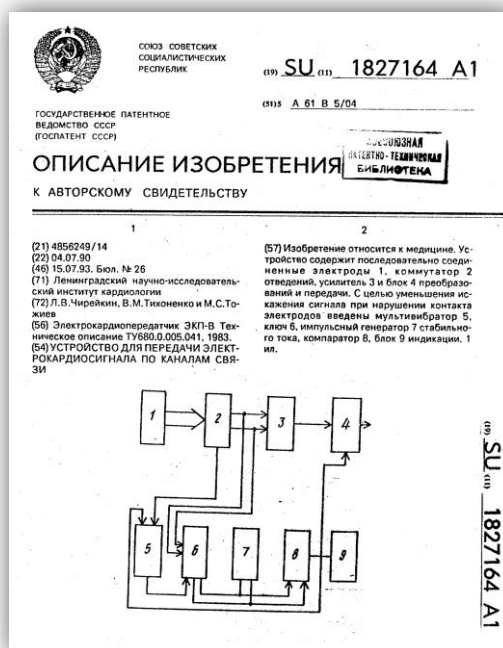 СОЮЗ СОВЕТСКИХ
СОЦИАЛИСТИЧЕСКИХ
РЕСПУБЛИК
(19) SU (11) 1827164 A1
(51)5 A 61 B 5/04
ГОСУДАРСТВЕННОЕ ПАТЕНТНОЕ
ВЕДОМСТВО СССР
(ГОСПАТЕНТ СССР)
ВСЕСОЮЗНАЯ
ПАТЕНТНО-ТЕХНИЧЕСКАЯ
БИБЛИОТЕКА
ОПИСАНИЕ ИЗОБРЕТЕНИЯ
К АВТОРСКОМУ СВИДЕТЕЛЬСТВУ
1
(21) 4856249/14
(22) 04.07.90
(46) 15.07.93. Бюл. № 26
(71) Ленинградский научно-исследователь-
ский институт кардиологии
(72) Л.В.Чирейкин, В.М.Тихоненко и М.С.То-
жиев
(56) Электрокардиопередатчик ЭКП-В Тех-
ническое описание ТУ680.0.005.041, 1983.
(54) УСТРОЙСТВО ДЛЯ ПЕРЕДАЧИ ЭЛЕКТ-
РОКАРДИОСИГНАЛА ПО КАНАЛАМ СВЯ-
ЗИ
2
(57) Изобретение относится к медицине. Ус-
тройство содержит последовательно соеди-
ненные электроды 1, коммутатор 2
отведений, усилитель 3 и блок 4 преобразо-
ваний и передачи. С целью уменьшения ис-
кажения сигнала при нарушении контакта
электродов введены мультивибратор 5,
ключ 6, импульсный генератор 7 стабильно-
го тока, компаратор 8, блок 9 индикации. 1
ил.
1
2
3
4
5
6
7
8
9
(19) SU (11) 1827164 A1